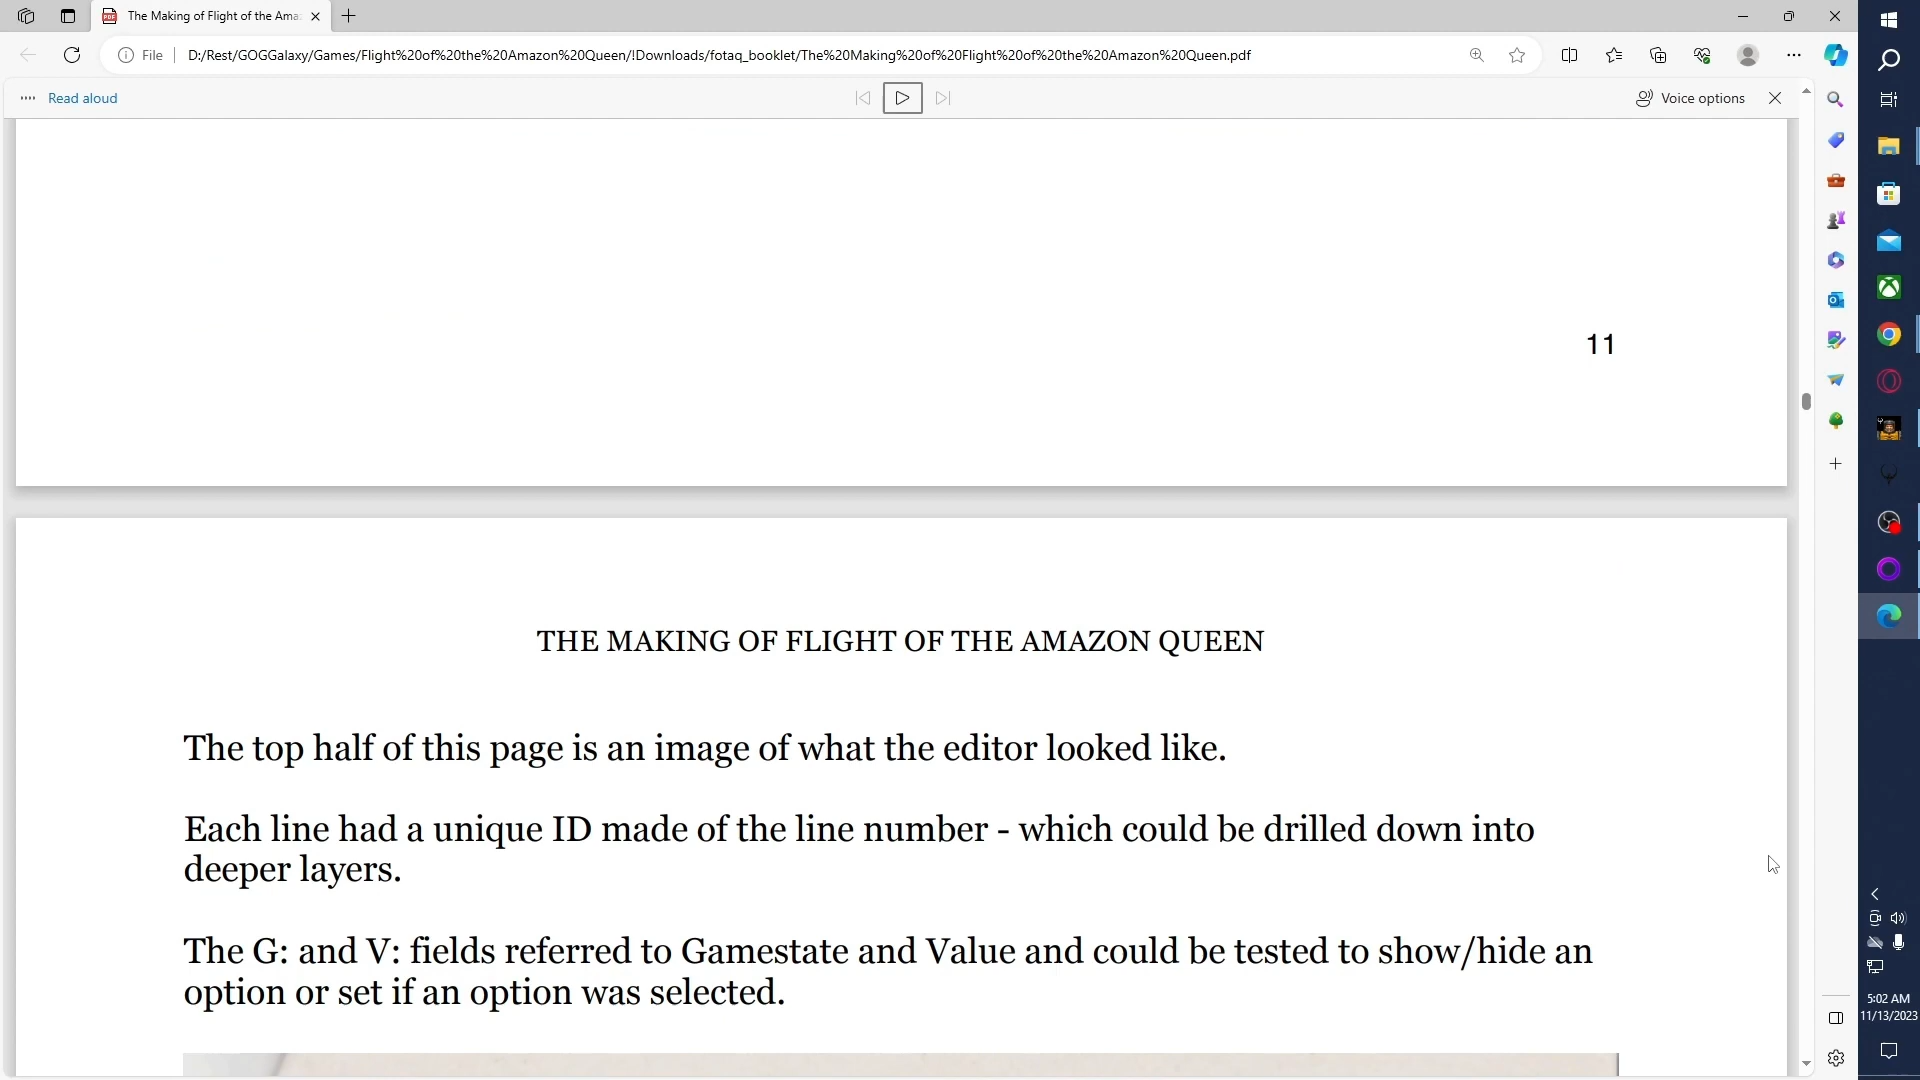 The Making of Flight of the Ama
File
D:/Rest/GOGGalaxy/Games/Flight%20of%20the%20Amazon%20Queen/!Downloads/fotaq_booklet/The%20Making%20of%20Flight%20of%20the%20Amazon%20Queen.pdf
Read aloud
Voice options
11
THE MAKING OF FLIGHT OF THE AMAZON QUEEN
The top half of this page is an image of what the editor looked like.
Each line had a unique ID made of the line number - which could be drilled down into
deeper layers.
The G: and V: fields referred to Gamestate and Value and could be tested to show/hide an
option or set if an option was selected.
5:02 AM
11/13/2023